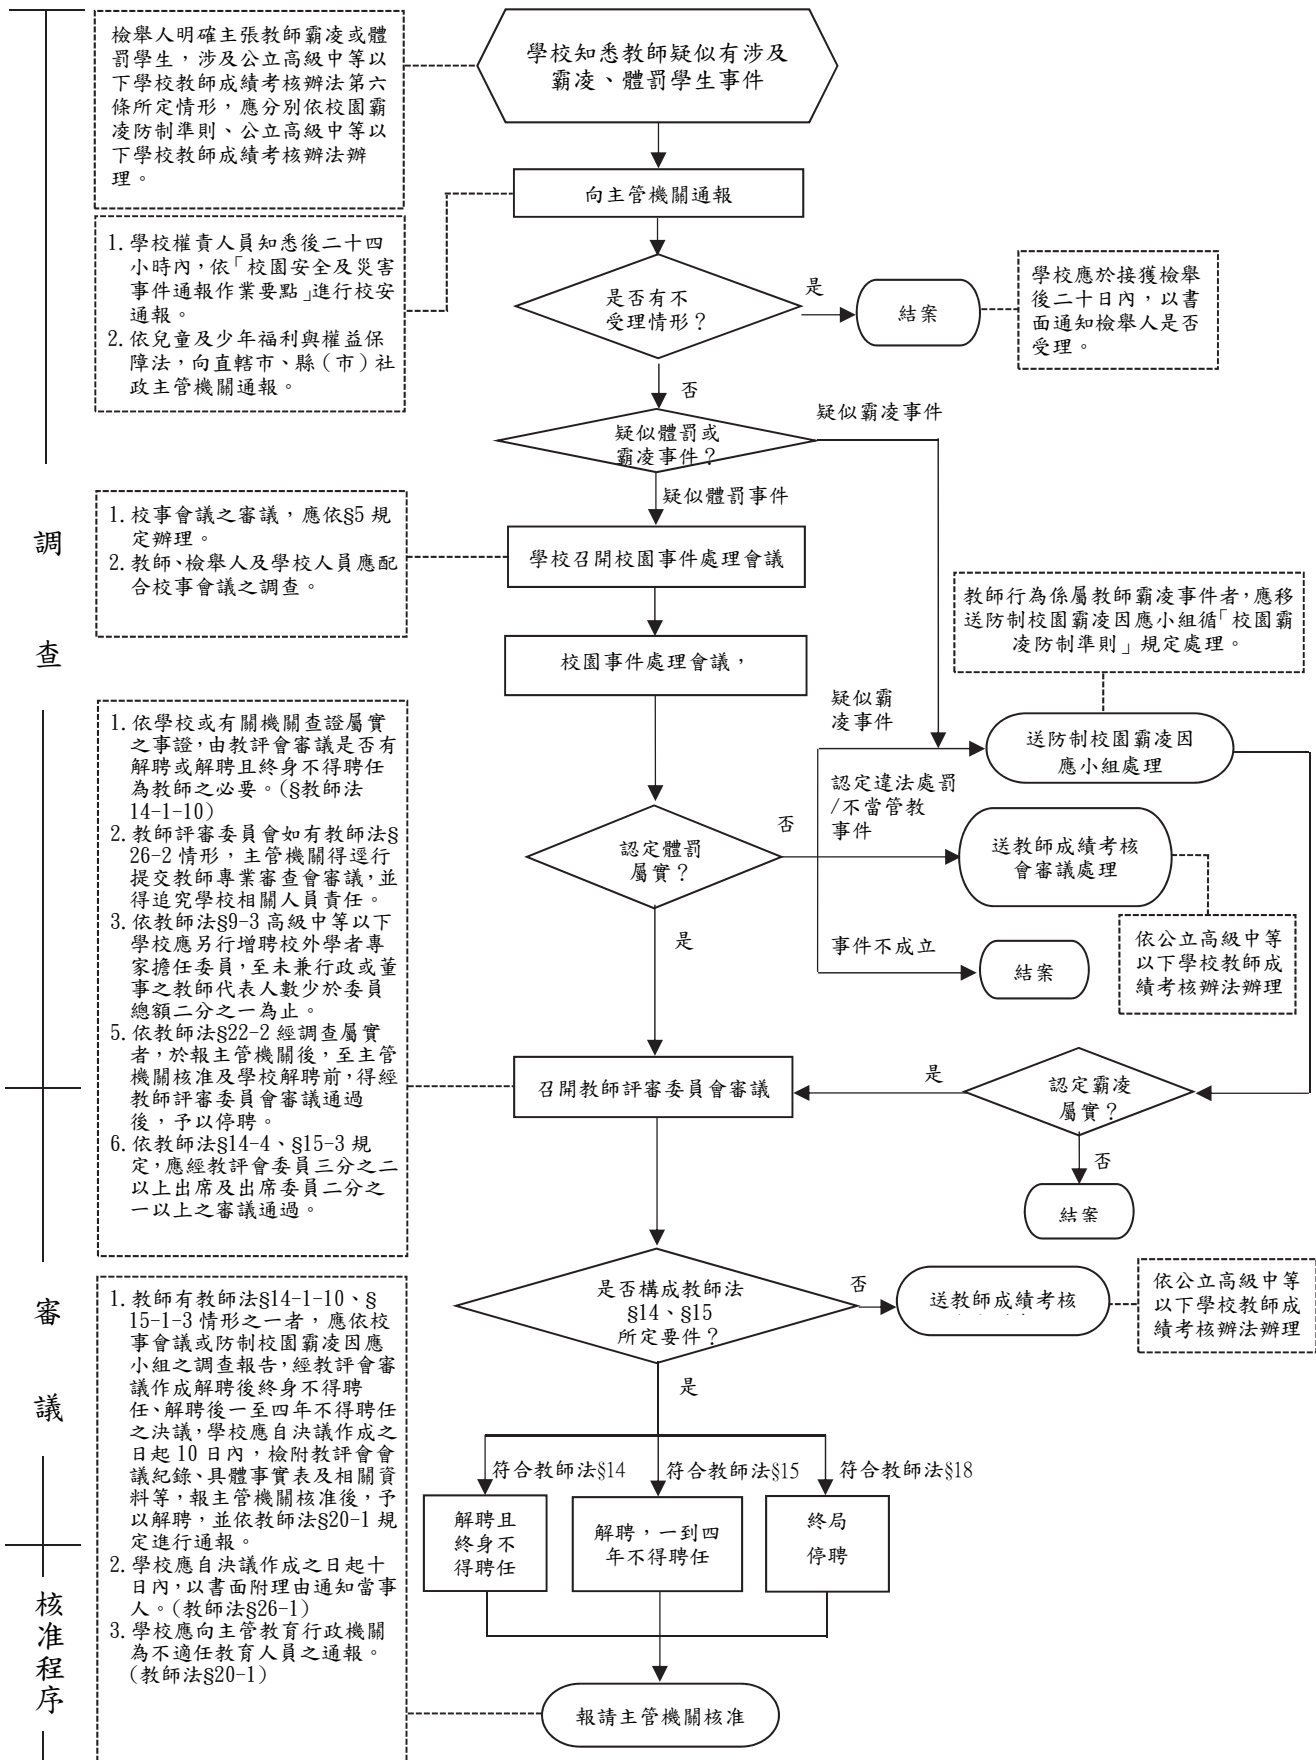 學校知悉教師疑似有涉及
霸凌、體罰學生事件
檢舉人明確主張教師霸凌或體
罰學生，涉及公立高級中等以
下學校教師成績考核辦法第六
條所定情形，應分別依校園霸
凌防制準則、公立高級中等以
下學校教師成績考核辦法辦
理。
向主管機關通報
1.學校權責人員知悉後二十四
小時內，依「校園安全及災害
事件通報作業要點」進行校安
通報。
2.依兒童及少年福利與權益保
障法，向直轄市、縣（市）社
政主管機關通報。
是否有不
受理情形？
是
結案
學校應於接獲檢舉
後二十日內，以書
面通知檢舉人是否
受理。
否
疑似體罰或
霸凌事件？
疑似霸凌事件
疑似體罰事件
調
查
1.校事會議之審議，應依§5 規
定辦理。
2.教師、檢舉人及學校人員應配
合校事會議之調查。
學校召開校園事件處理會議
教師行為係屬教師霸凌事件者，應移
送防制校園霸凌因應小組循「校園霸
凌防制準則」規定處理。
校園事件處理會議，
疑似霸
凌事件
送防制校園霸凌因
應小組處理
1.依學校或有關機關查證屬實
之事證，由教評會審議是否有
解聘或解聘且終身不得聘任
為教師之必要。(§教師法
14-1-10)
2.教師評審委員會如有教師法§
26-2 情形，主管機關得逕行
提交教師專業審查會審議，並
得追究學校相關人員責任。
3.依教師法§9-3 高級中等以下
學校應另行增聘校外學者專
家擔任委員，至未兼行政或董
事之教師代表人數少於委員
總額二分之一為止。
5.依教師法§22-2 經調查屬實
者，於報主管機關後，至主管
機關核准及學校解聘前，得經
教師評審委員會審議通過
後，予以停聘。
6.依教師法§14-4、§15-3 規
定，應經教評會委員三分之二
以上出席及出席委員二分之
一以上之審議通過。
認定體罰
屬實？
否
認定違法處罰
/不當管教
事件
送教師成績考核
會審議處理
依公立高級中等
以下學校教師成
績考核辦法辦理
是
事件不成立
結案
召開教師評審委員會審議
是
認定霸凌
屬實？
否
結案
審
議
是否構成教師法
§14、§15
所定要件？
否
送教師成績考核
依公立高級中等
以下學校教師成
績考核辦法辦理
是
1.教師有教師法§14-1-10、§
15-1-3 情形之一者，應依校
事會議或防制校園霸凌因應
小組之調查報告，經教評會審
議作成解聘後終身不得聘
任、解聘後一至四年不得聘任
之決議，學校應自決議作成之
日起 10 日內，檢附教評會會
議紀錄、具體事實表及相關資
料等，報主管機關核准後，予
以解聘，並依教師法§20-1 規
定進行通報。
2.學校應自決議作成之日起十
日內，以書面附理由通知當事
人。(教師法§26-1)
3.學校應向主管教育行政機關
為不適任教育人員之通報。
(教師法§20-1)
符合教師法§14
符合教師法§15
符合教師法§18
解聘且
終身不
得聘任
解聘，一到四
年不得聘任
終局
停聘
核
准
程
序
報請主管機關核准